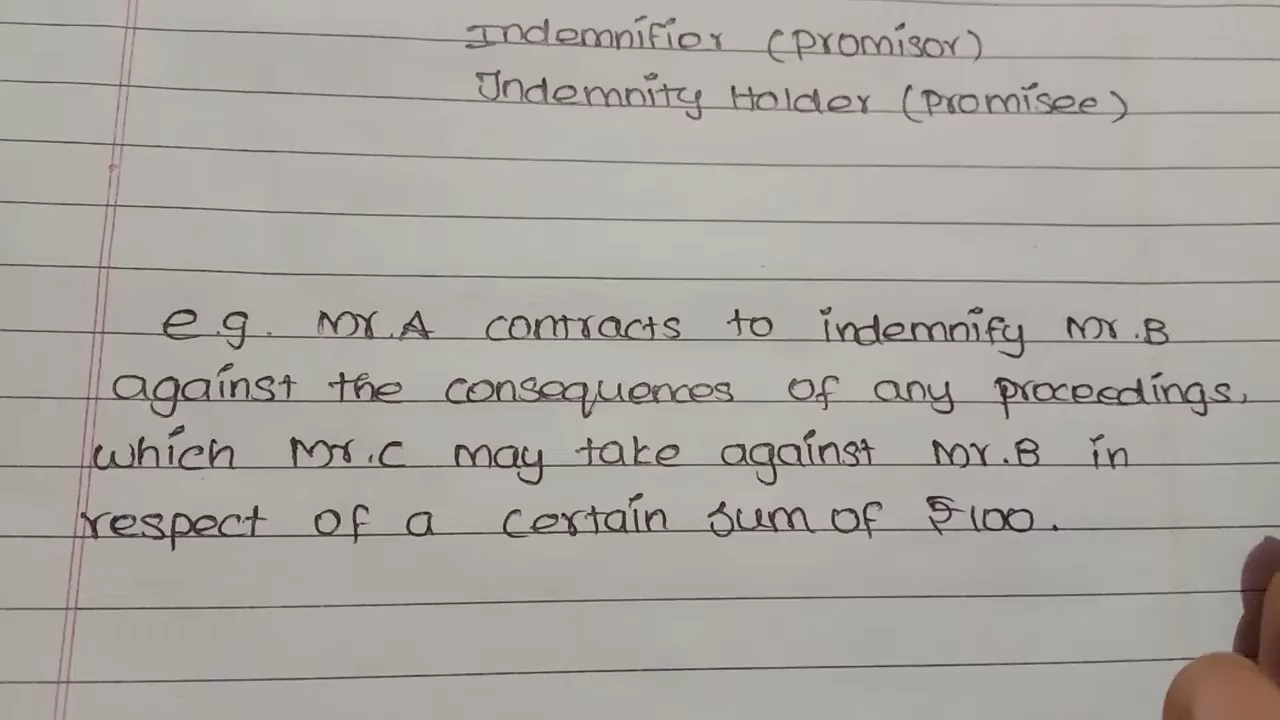 Indemnifier (promisor)
Indemnity Holder (promisee)
e.g. Mr.A contracts to indemnify Mr.B
against the consequences of any proceedings,
which Mr.C may take against Mr.B in
respect of a certain sum of ₹100.